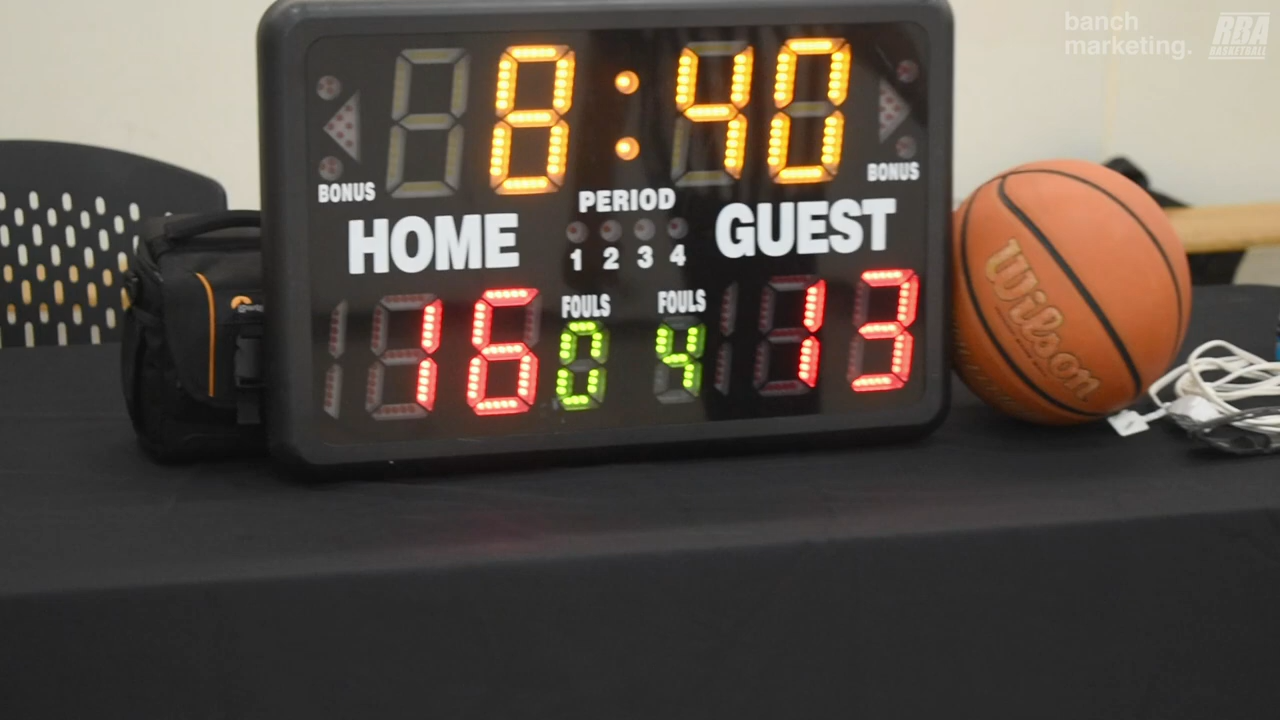 banch
marketing.
RBA
BASKETBALL
8:40
BONUS
BONUS
PERIOD
HOME
GUEST
1 2 3 4
FOULS
FOULS
16
0
4
13
Wilson